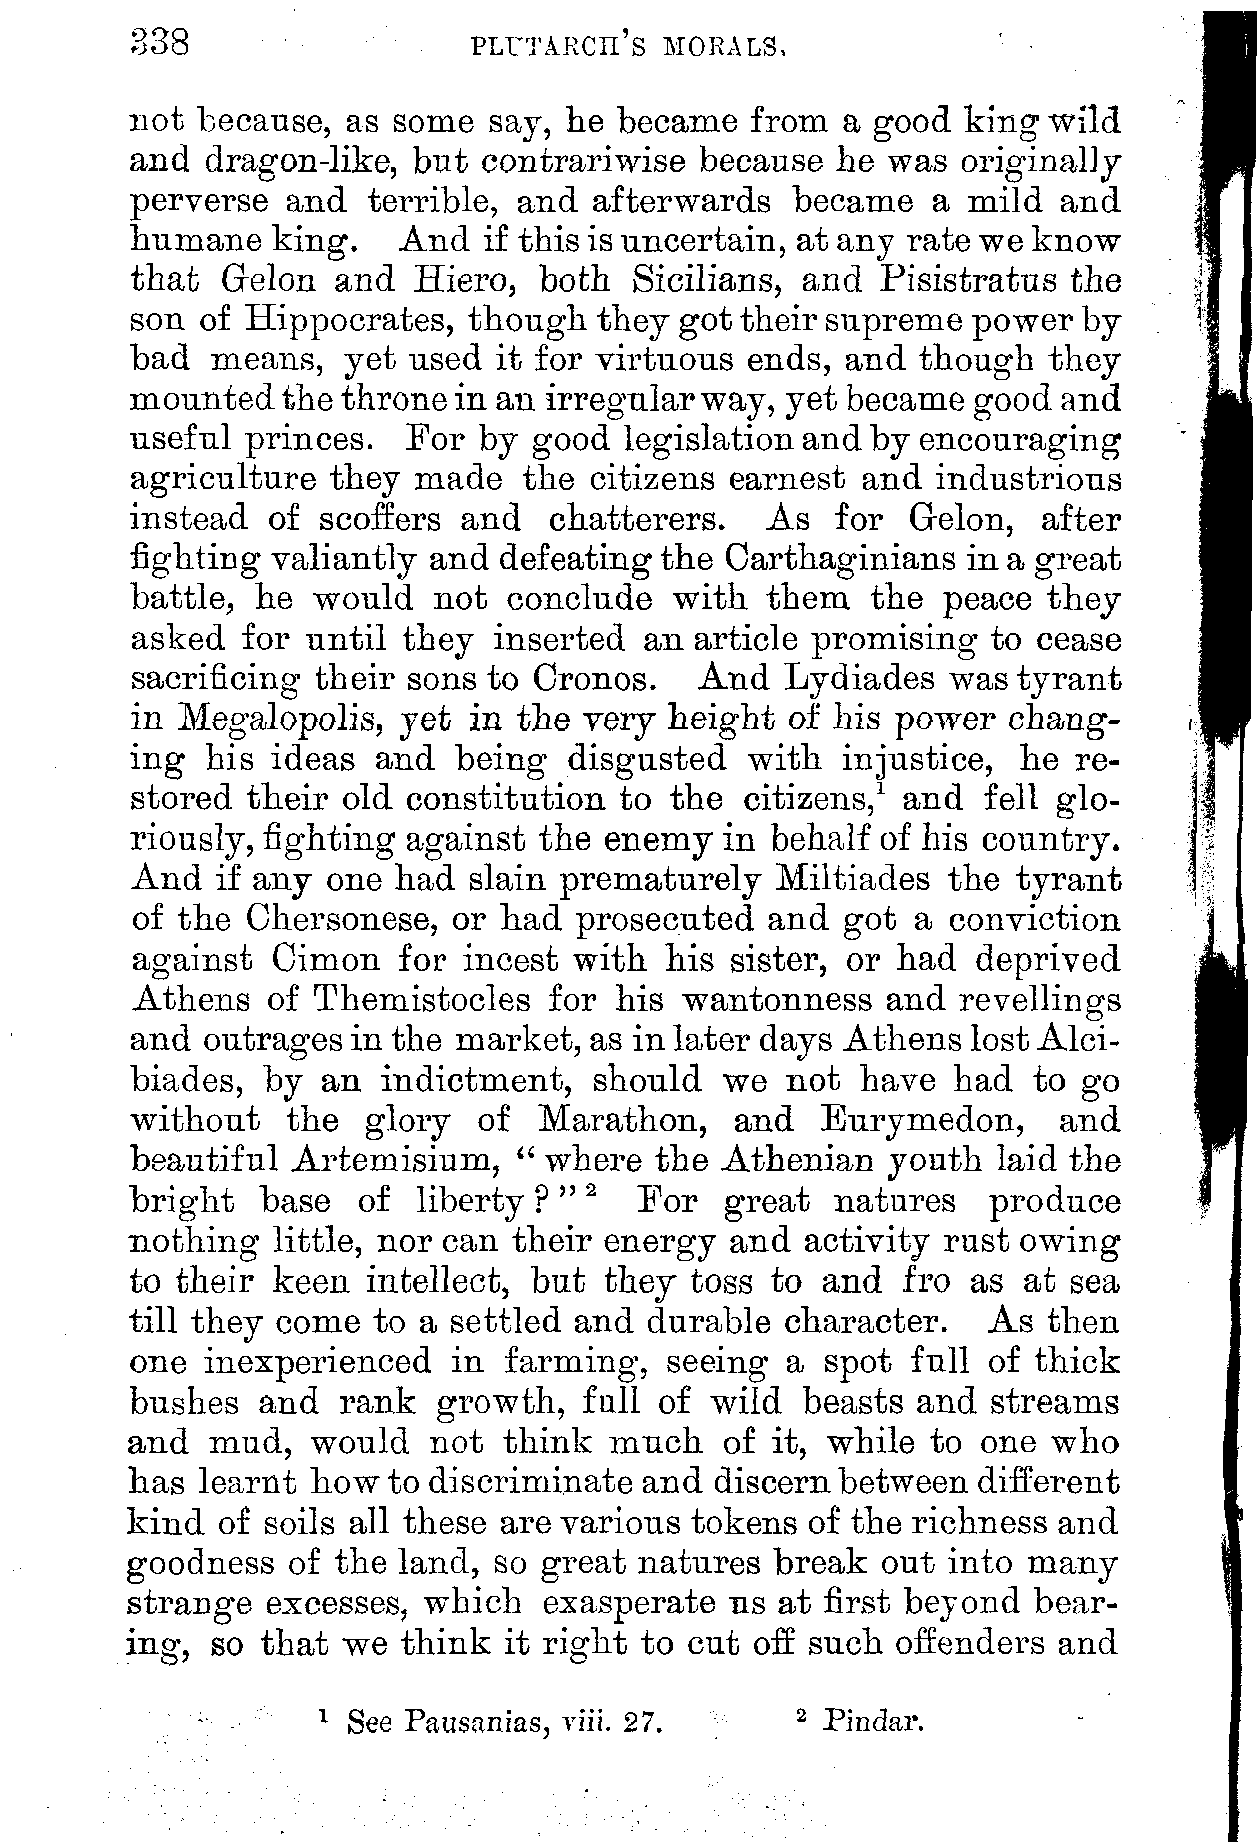 338 PLUTARCH'S MORALS.
not because, as some say, he became from a good king wild
and dragon-like, but contrariwise because he was originally
perverse and terrible, and afterwards became a mild and
humane king. And if this is uncertain, at any rate we know
that Gelon and Hiero, both Sicilians, and Pisistratus the
son of Hippocrates, though they got their supreme power by
bad means, yet used it for virtuous ends, and though they
mounted the throne in an irregular way, yet became good and
useful princes. For by good legislation and by encouraging
agriculture they made the citizens earnest and industrious
instead of scoffers and chatterers. As for Gelon, after
fighting valiantly and defeating the Carthaginians in a great
battle, he would not conclude with them the peace they
asked for until they inserted an article promising to cease
sacrificing their sons to Cronos. And Lydiades was tyrant
in Megalopolis, yet in the very height of his power chang-
ing his ideas and being disgusted with injustice, he re-
stored their old constitution to the citizens,¹ and fell glo-
riously, fighting against the enemy in behalf of his country.
And if any one had slain prematurely Miltiades the tyrant
of the Chersonese, or had prosecuted and got a conviction
against Cimon for incest with his sister, or had deprived
Athens of Themistocles for his wantonness and revellings
and outrages in the market, as in later days Athens lost Alci-
biades, by an indictment, should we not have had to go
without the glory of Marathon, and Eurymedon, and
beautiful Artemisium, “ where the Athenian youth laid the
bright base of liberty ? ” ² For great natures produce
nothing little, nor can their energy and activity rust owing
to their keen intellect, but they toss to and fro as at sea
till they come to a settled and durable character. As then
one inexperienced in farming, seeing a spot full of thick
bushes and rank growth, full of wild beasts and streams
and mud, would not think much of it, while to one who
has learnt how to discriminate and discern between different
kind of soils all these are various tokens of the richness and
goodness of the land, so great natures break out into many
strange excesses, which exasperate us at first beyond bear-
ing, so that we think it right to cut off such offenders and
¹ See Pausanias, viii. 27. ² Pindar.